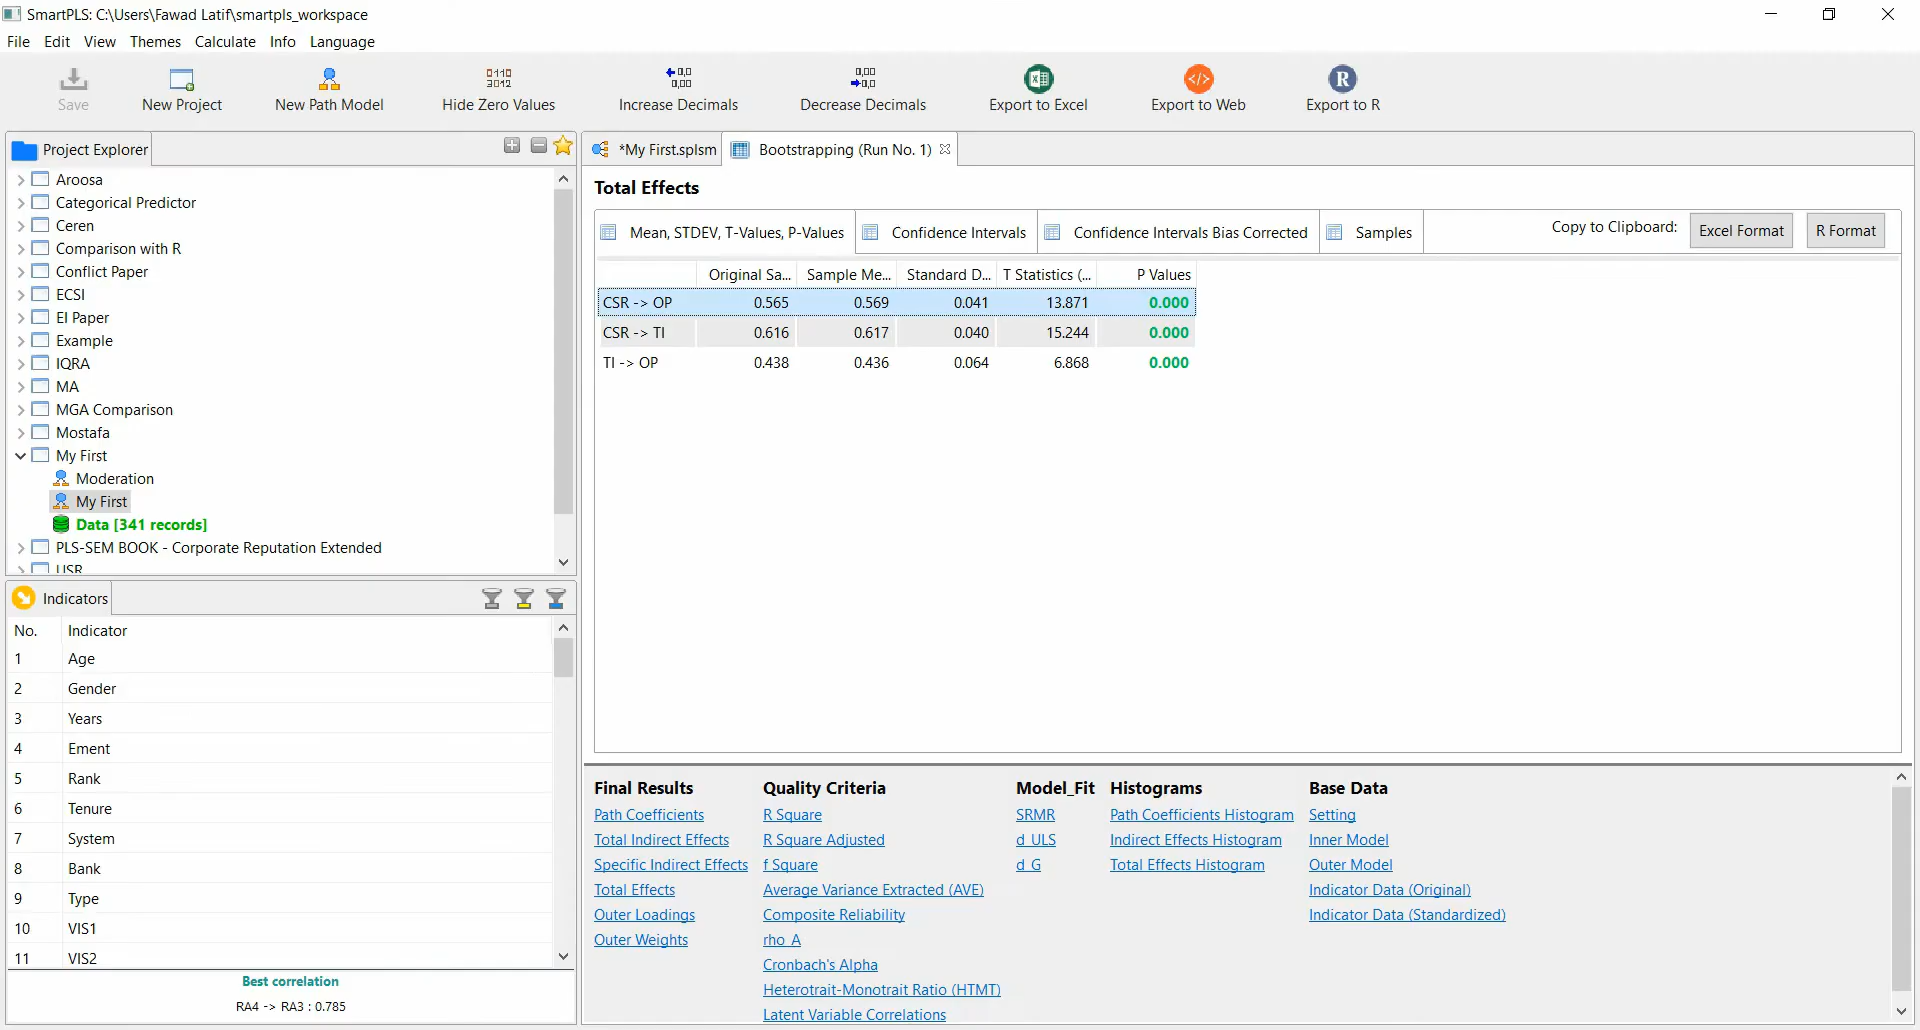 SmartPLS: C:\Users\Fawad Latif\smartpls_workspace
File Edit View Themes Calculate Info Language
Save New Project New Path Model Hide Zero Values Increase Decimals Decrease Decimals Export to Excel Export to Web Export to R
Project Explorer
Aroosa
Categorical Predictor
Ceren
Comparison with R
Conflict Paper
ECSI
EI Paper
Example
IQRA
MA
MGA Comparison
Mostafa
My First
Moderation
My First
Data [341 records]
PLS-SEM BOOK - Corporate Reputation Extended
USR
Indicators
No. Indicator
1 Age
2 Gender
3 Years
4 Ement
5 Rank
6 Tenure
7 System
8 Bank
9 Type
10 VIS1
11 VIS2
Best correlation
RA4 -> RA3 : 0.785
*My First.splsm Bootstrapping (Run No. 1)
Total Effects
Mean, STDEV, T-Values, P-Values Confidence Intervals Confidence Intervals Bias Corrected Samples Copy to Clipboard: Excel Format R Format
Original Sa... Sample Me... Standard D... T Statistics (... P Values
CSR -> OP 0.565 0.569 0.041 13.871 0.000
CSR -> TI 0.616 0.617 0.040 15.244 0.000
TI -> OP 0.438 0.436 0.064 6.868 0.000
Final Results
Path Coefficients
Total Indirect Effects
Specific Indirect Effects
Total Effects
Outer Loadings
Outer Weights
Quality Criteria
R Square
R Square Adjusted
f Square
Average Variance Extracted (AVE)
Composite Reliability
rho_A
Cronbach's Alpha
Heterotrait-Monotrait Ratio (HTMT)
Latent Variable Correlations
Model_Fit
SRMR
d_ULS
d_G
Histograms
Path Coefficients Histogram
Indirect Effects Histogram
Total Effects Histogram
Base Data
Setting
Inner Model
Outer Model
Indicator Data (Original)
Indicator Data (Standardized)